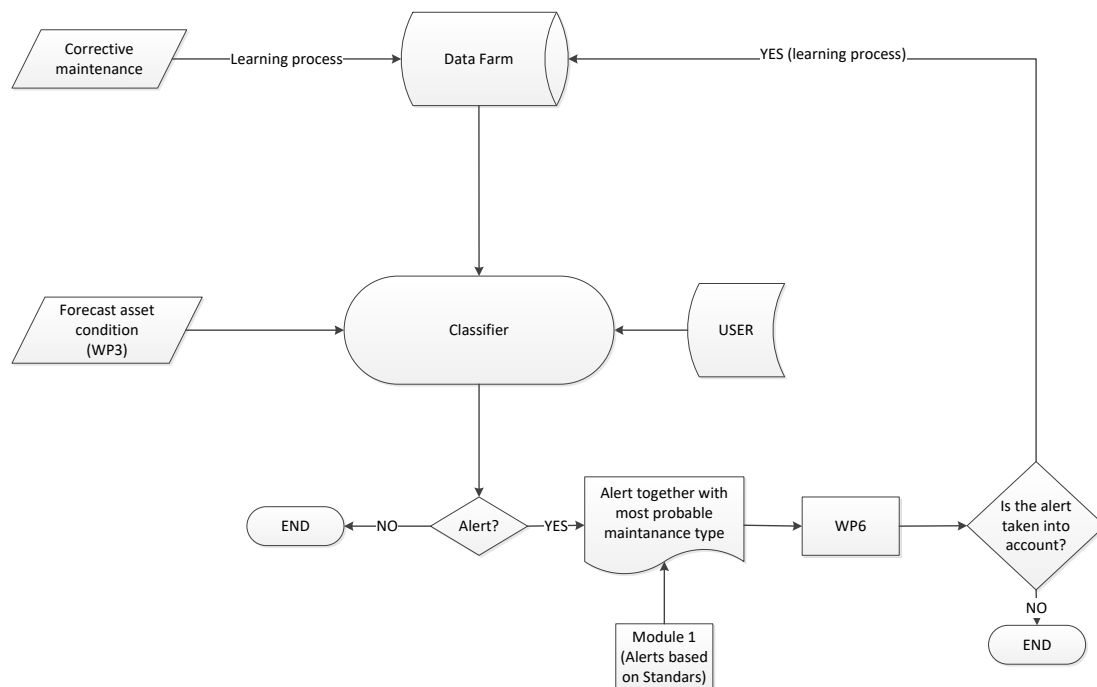 Corrective
maintenance
Learning process
Data Farm
YES (learning process)
Forecast asset
condition
(WP3)
Classifier
USER
END
NO
Alert?
YES
Alert together with
most probable
maintanance type
WP6
Is the alert
taken into
account?
NO
END
Module 1
(Alerts based
on Standars)